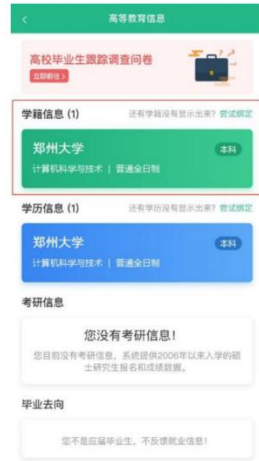 高等教育信息
高校毕业生跟踪调查问卷
立即前往 >
学籍信息 (1) 还有学籍没有显示出来? 尝试绑定
郑州大学 本科
计算机科学与技术 | 普通全日制
学历信息 (1) 还有学历没有显示出来? 尝试绑定
郑州大学 本科
计算机科学与技术 | 普通全日制
考研信息
您没有考研信息!
您目前没有考研信息，系统提供2006年以来入学的硕
士研究生报名和成绩数据。
毕业去向
您不是应届毕业生，不反馈就业信息!